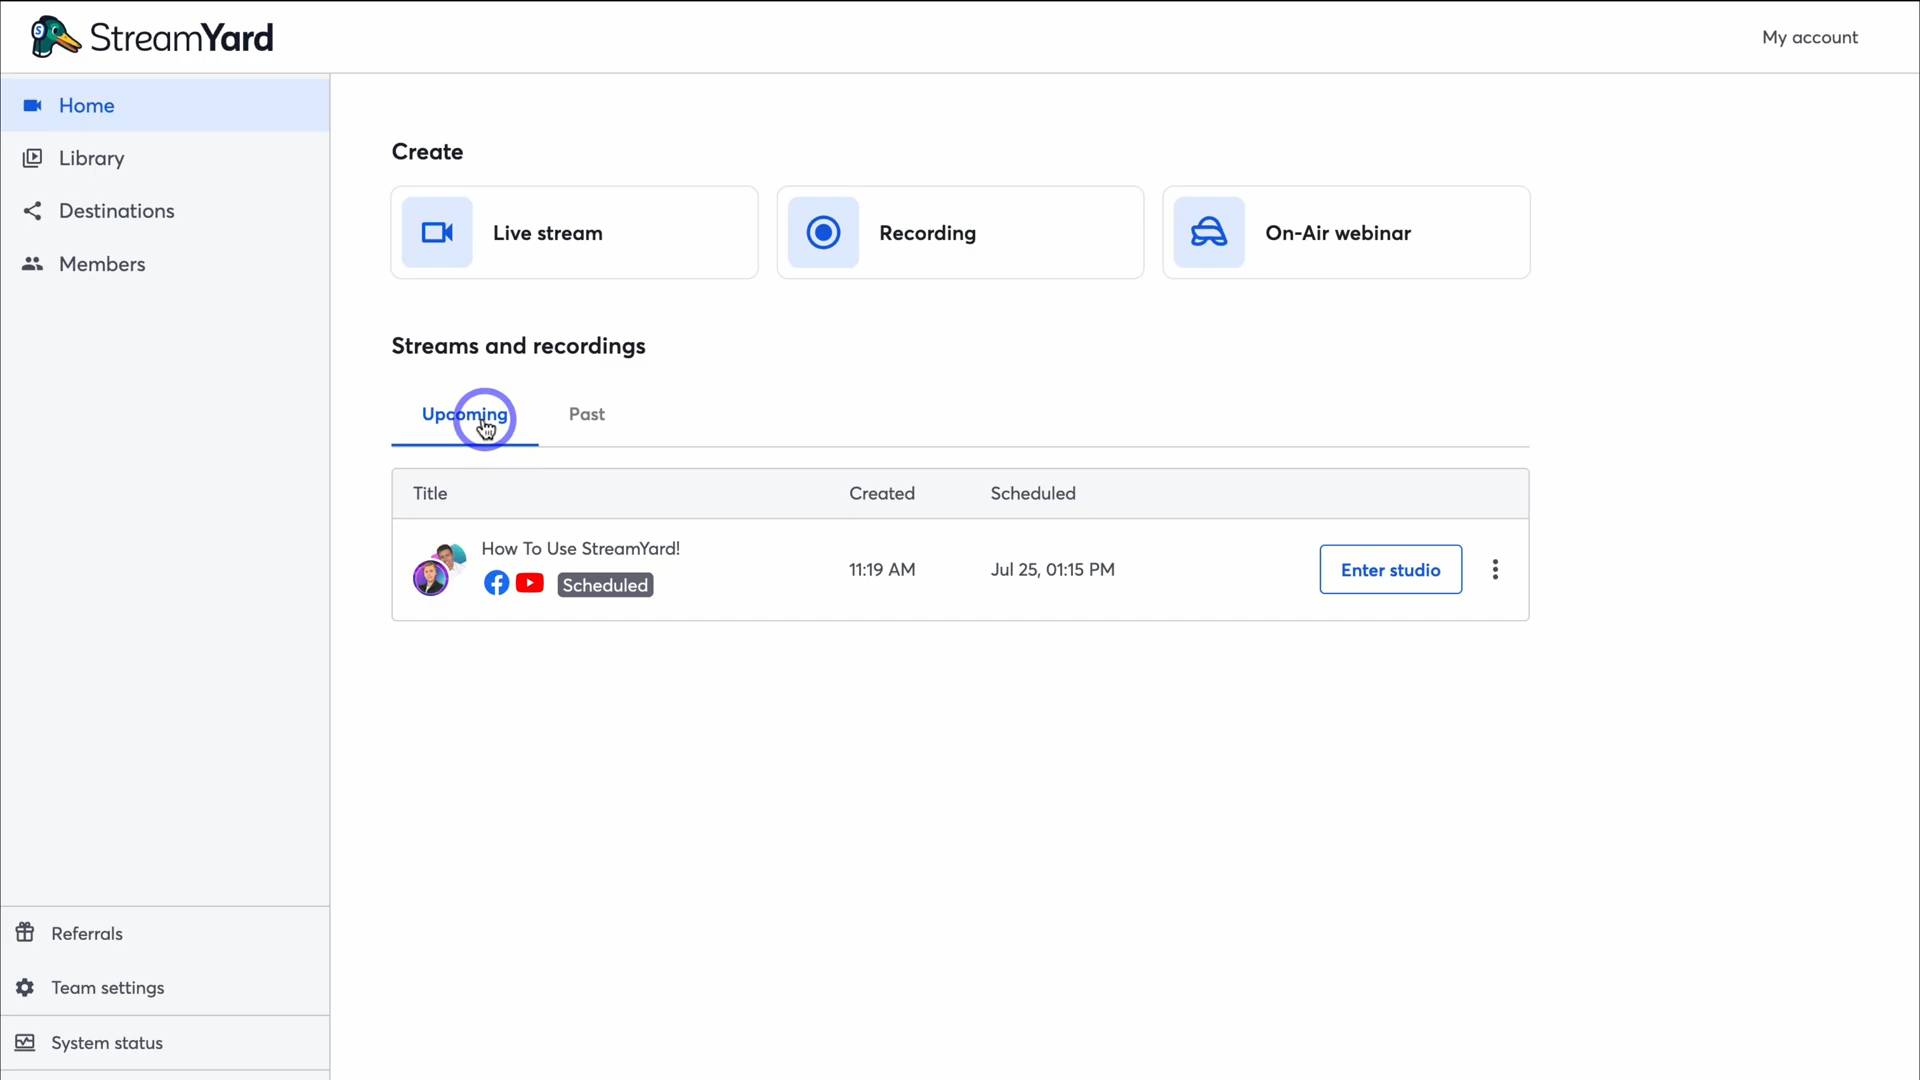 StreamYard
My account
Home
Library
Destinations
Members
Create
Live stream
Recording
On-Air webinar
Streams and recordings
Upcoming
Past
Title
Created
Scheduled
How To Use StreamYard!
Scheduled
11:19 AM
Jul 25, 01:15 PM
Enter studio
Referrals
Team settings
System status